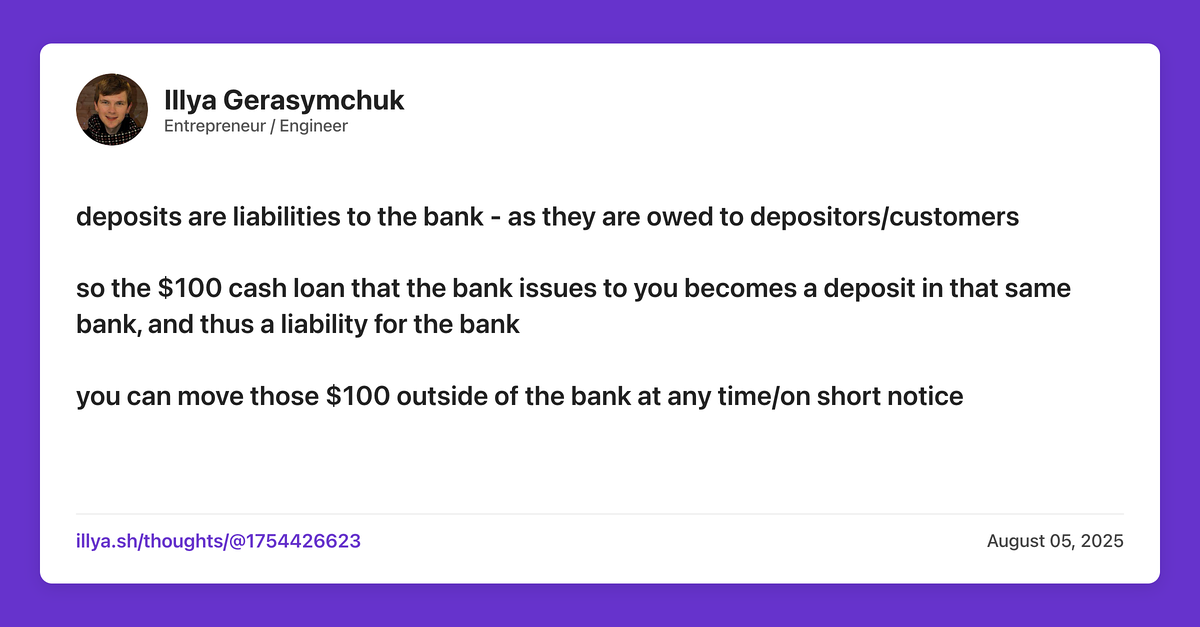 Illya Gerasymchuk
Entrepreneur / Engineer
deposits are liabilities to the bank - as they are owed to depositors/customers
so the $100 cash loan that the bank issues to you becomes a deposit in that same
bank, and thus a liability for the bank
you can move those $100 outside of the bank at any time/on short notice
illya.sh/thoughts/@1754426623
August 05, 2025